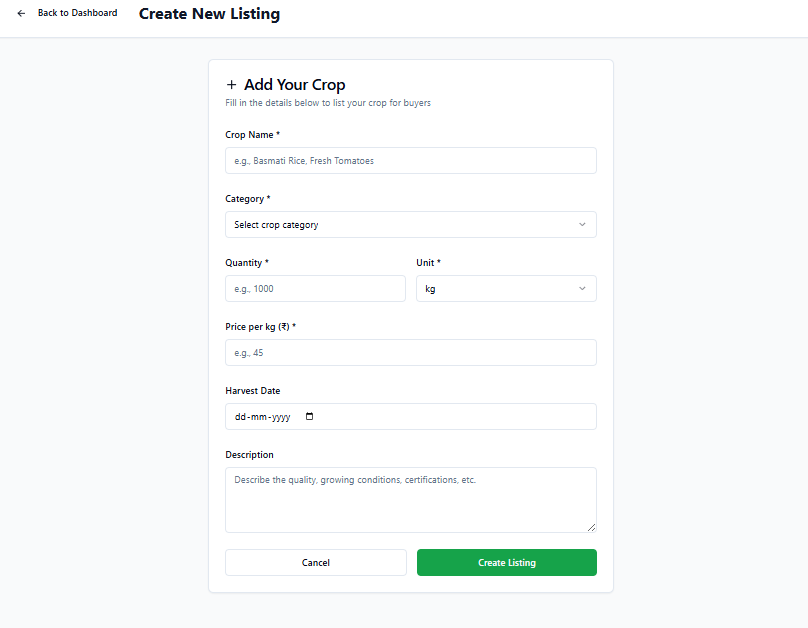 ← Back to Dashboard Create New Listing
+ Add Your Crop
Fill in the details below to list your crop for buyers
Crop Name *
e.g., Basmati Rice, Fresh Tomatoes
Category *
Select crop category
Quantity * Unit *
e.g., 1000 kg
Price per kg (₹) *
e.g., 45
Harvest Date
dd-mm-yyyy
Description
Describe the quality, growing conditions, certifications, etc.
Cancel Create Listing